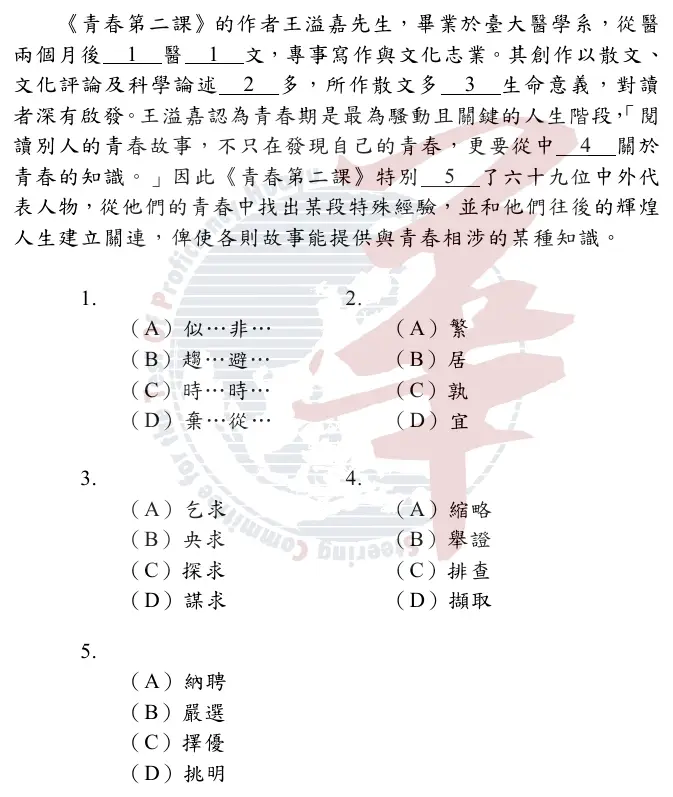 《青春第二課》的作者王溢嘉先生，畢業於臺大醫學系，從醫
兩個月後 1 醫 1 文，專事寫作與文化志業。其創作以散文、
文化評論及科學論述 2 多，所作散文多 3 生命意義，對讀
者深有啟發。王溢嘉認為青春期是最為騷動且關鍵的人生階段，「閱
讀別人的青春故事，不只在發現自己的青春，更要從中 4 關於
青春的知識。」因此《青春第二課》特別 5 了六十九位中外代
表人物，從他們的青春中找出某段特殊經驗，並和他們往後的輝煌
人生建立關連，俾使各則故事能提供與青春相涉的某種知識。
1.
（A）似…非…
（B）趨…避…
（C）時…時…
（D）棄…從…
2.
（A）繁
（B）居
（C）孰
（D）宜
3.
（A）乞求
（B）央求
（C）探求
（D）謀求
4.
（A）縮略
（B）舉證
（C）排查
（D）擷取
5.
（A）納聘
（B）嚴選
（C）擇優
（D）挑明